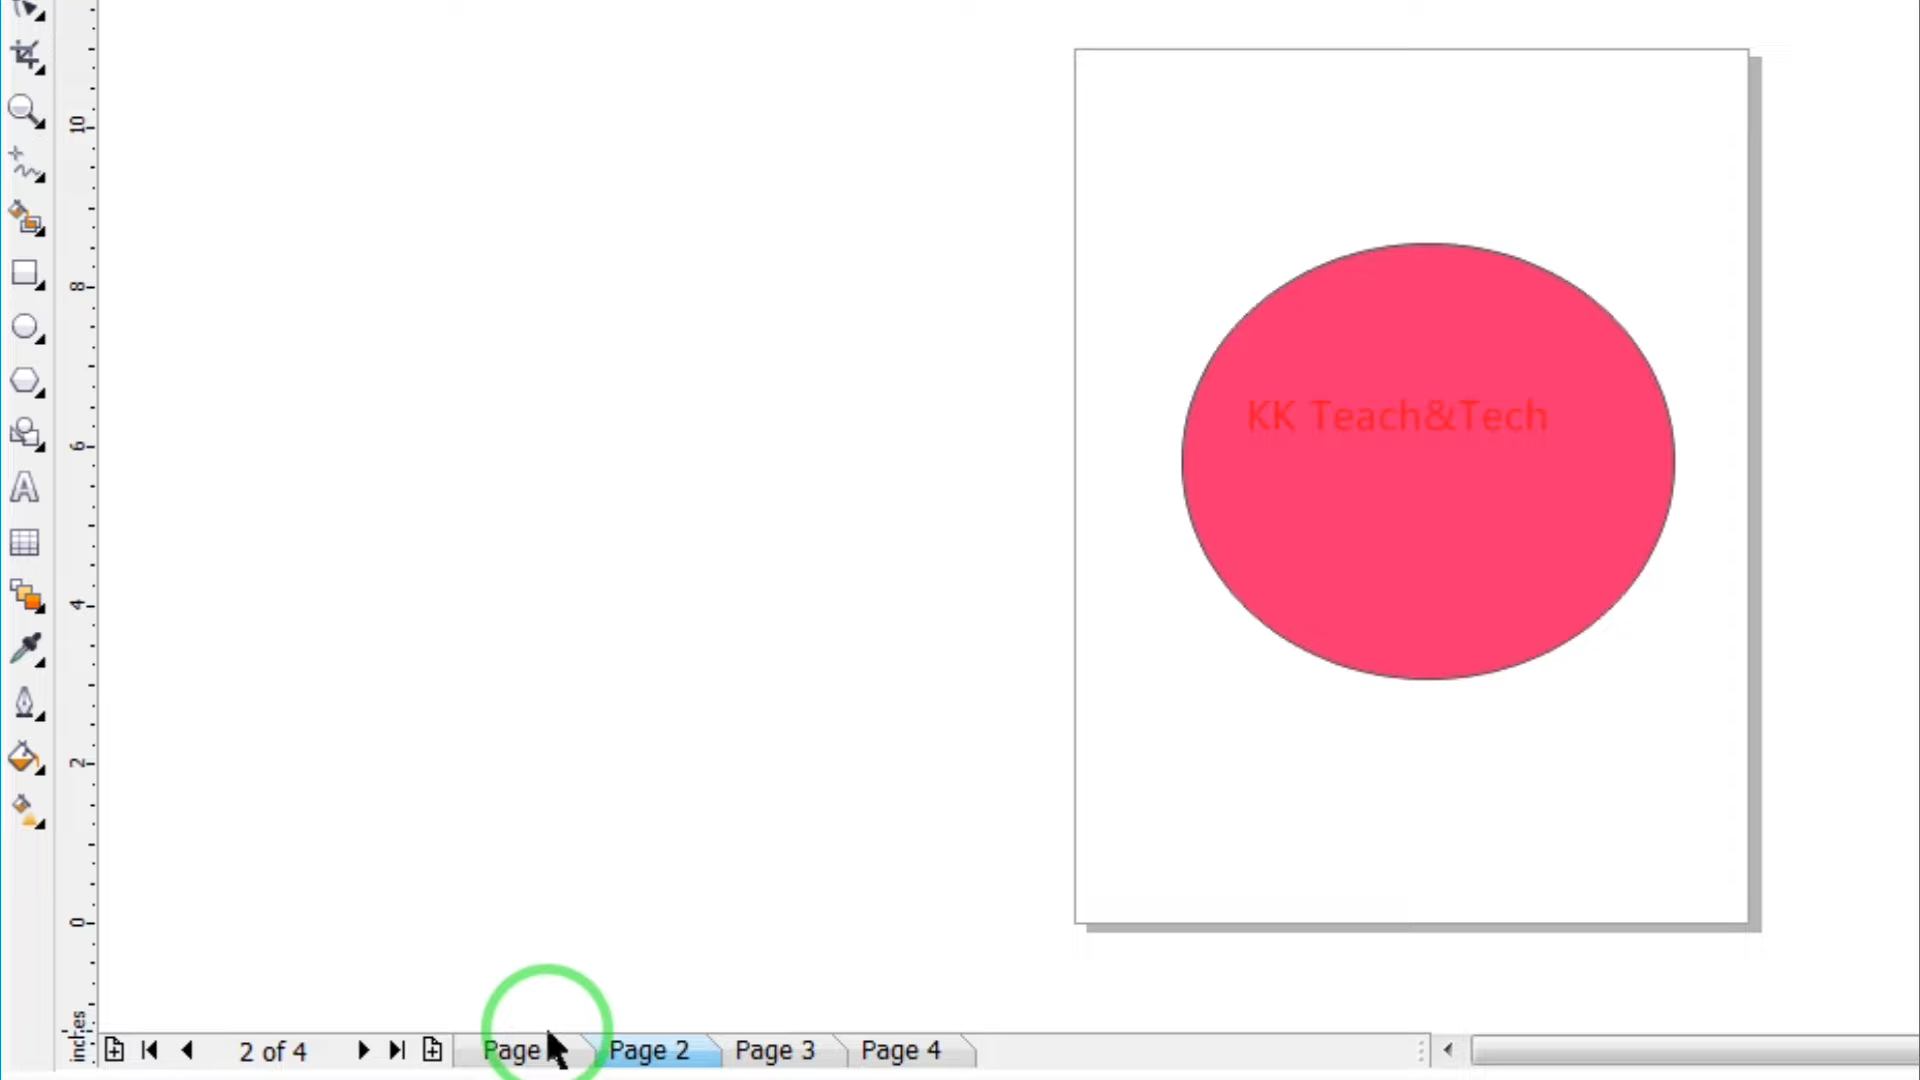 10
8
KK Teach&Tech
6
4
2
0
inches
2 of 4
Page
Page 2
Page 3
Page 4